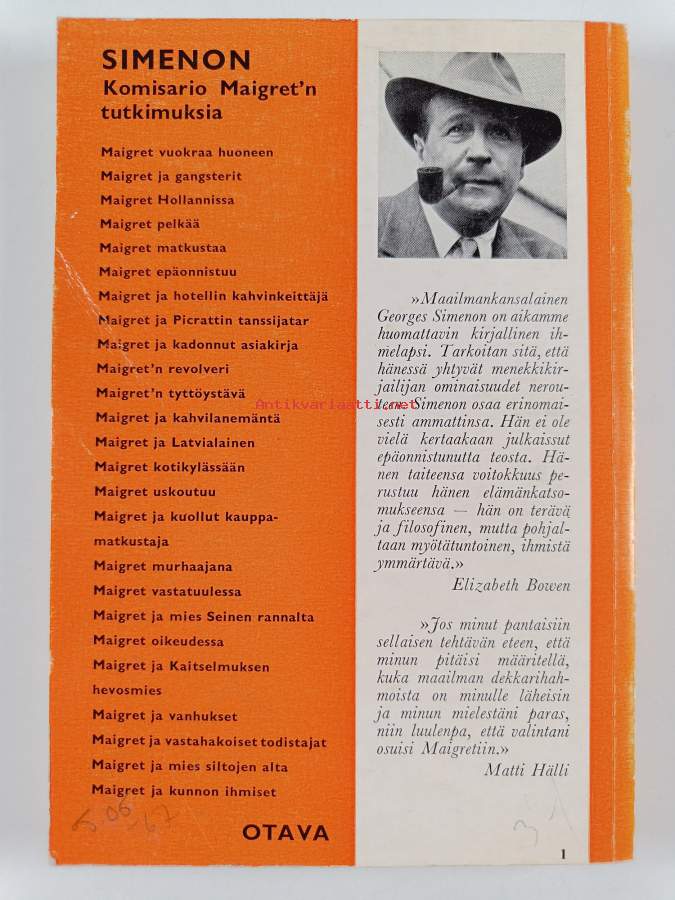 SIMENON
Komisario Maigret'n
tutkimuksia
Maigret vuokraa huoneen
Maigret ja gangsterit
Maigret Hollannissa
Maigret pelkää
Maigret matkustaa
Maigret epäonnistuu
Maigret ja hotellin kahvinkeittäjä
Maigret ja Picrattin tanssijatar
Maigret ja kadonnut asiakirja
Maigret'n revolveri
Maigret'n tyttöystävä
Maigret ja kahvilanemäntä
Maigret ja Latvialainen
Maigret kotikylässään
Maigret uskoutuu
Maigret ja kuollut kauppa-
matkustaja
Maigret murhaajana
Maigret vastatuulessa
Maigret ja mies Seinen rannalta
Maigret oikeudessa
Maigret ja Kaitselmuksen
hevosmies
Maigret ja vanhukset
Maigret ja vastahakoiset todistajat
Maigret ja mies siltojen alta
Maigret ja kunnon ihmiset
OTAVA
»Maailmankansalainen
Georges Simenon on aikamme
huomattavin kirjallinen ih-
melapsi. Tarkoitan sitä, että
hänessä yhtyvät menekkikir-
jailijan ominaisuudet nerou-
teen. Simenon osaa erinomai-
sesti ammattinsa. Hän ei ole
vielä kertaakaan julkaissut
epäonnistunutta teosta. Hä-
nen taiteensa voitokkuus pe-
rustuu hänen elämänkatso-
mukseensa — hän on terävä
ja filosofinen, mutta pohjal-
taan myötätuntoinen, ihmistä
ymmärtävä.»
Elizabeth Bowen
»Jos minut pantaisiin
sellaisen tehtävän eteen, että
minun pitäisi määritellä,
kuka maailman dekkarihah-
moista on minulle läheisin
ja minun mielestäni paras,
niin luulenpa, että valintani
osuisi Maigretiin.»
Matti Hälli
1
Antikvariaatti.net